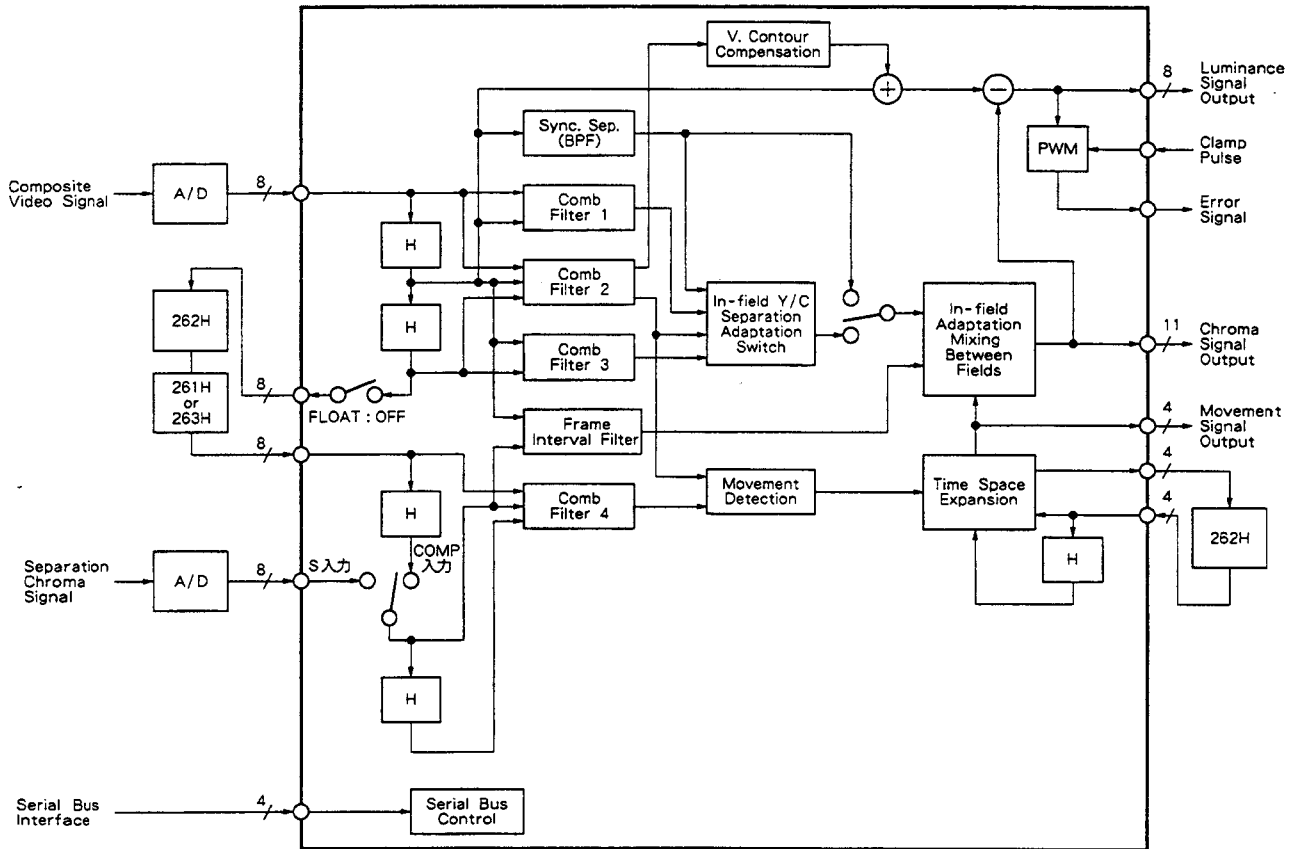 V. Contour
Compensation
8
Luminance
Signal
Output
+
−
Sync. Sep.
(BPF)
PWM
Clamp
Pulse
Composite
Video Signal
A/D
8
Comb
Filter 1
Error
Signal
H
262H
Comb
Filter 2
In-field Y/C
Separation
Adaptation
Switch
In-field
Adaptation
Mixing
Between
Fields
H
11
Chroma
Signal
Output
261H
or
263H
8
FLOAT : OFF
Comb
Filter 3
8
Frame
Interval Filter
4
Movement
Signal
Output
H
Comb
Filter 4
Movement
Detection
Time Space
Expansion
4
4
262H
H
Separation
Chroma
Signal
A/D
8
S入力
COMP
入力
H
Serial Bus
Interface
4
Serial Bus
Control